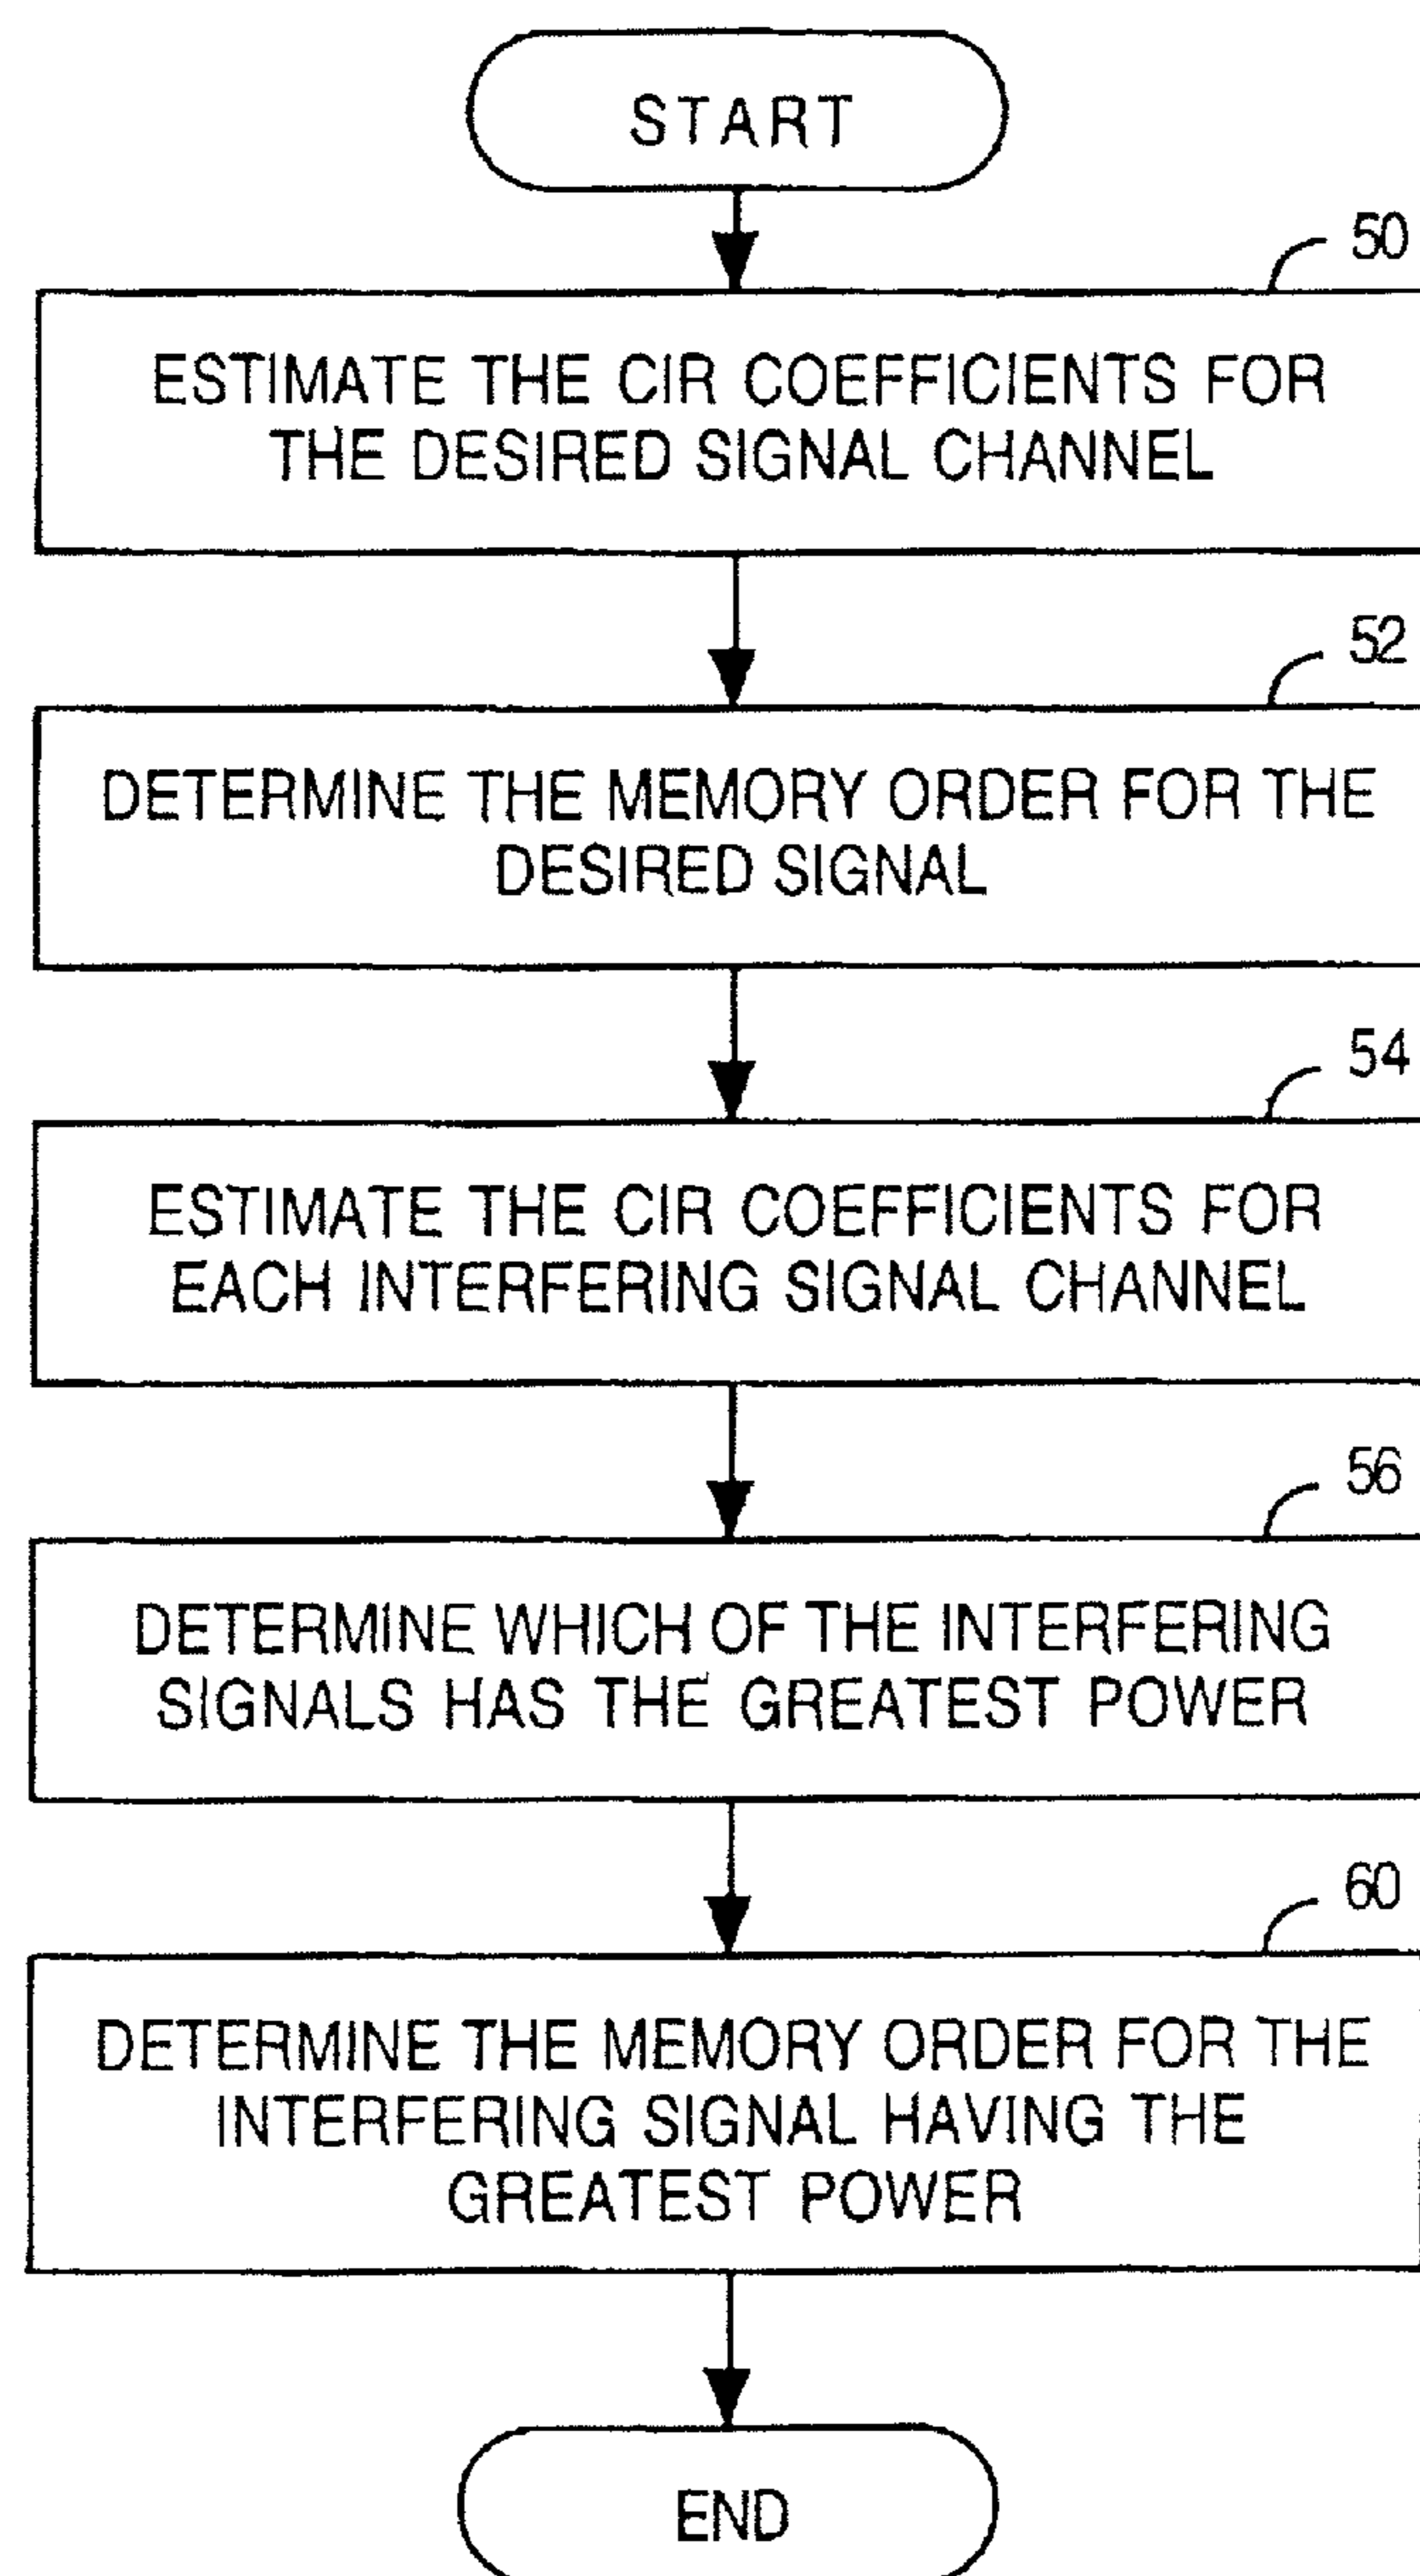 START
50
ESTIMATE THE CIR COEFFICIENTS FOR
THE DESIRED SIGNAL CHANNEL
52
DETERMINE THE MEMORY ORDER FOR THE
DESIRED SIGNAL
54
ESTIMATE THE CIR COEFFICIENTS FOR
EACH INTERFERING SIGNAL CHANNEL
56
DETERMINE WHICH OF THE INTERFERING
SIGNALS HAS THE GREATEST POWER
60
DETERMINE THE MEMORY ORDER FOR THE
INTERFERING SIGNAL HAVING THE
GREATEST POWER
END